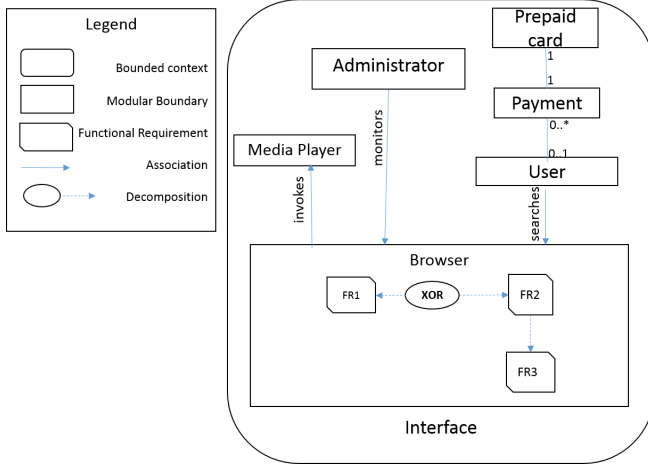 Legend
Bounded context
Modular Boundary
Functional Requirement
Association
Decomposition
Prepaid
card
1
1
Administrator
Payment
0..*
0..1
Media Player
monitors
User
invokes
searches
Browser
FR1
XOR
FR2
FR3
Interface